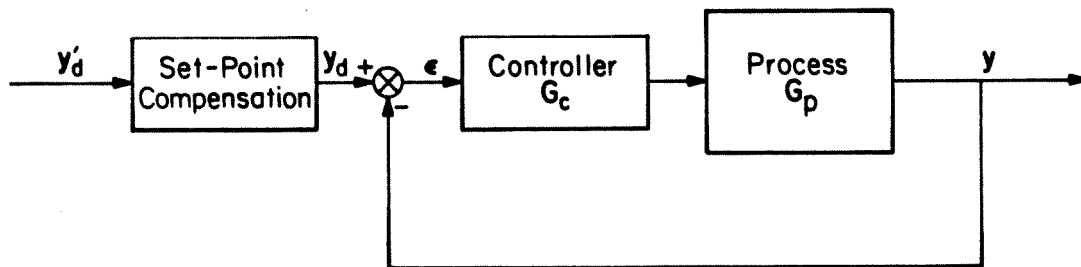 y'd
Set-Point
Compensation
yd +
-
ϵ
Controller
Gc
Process
Gp
y